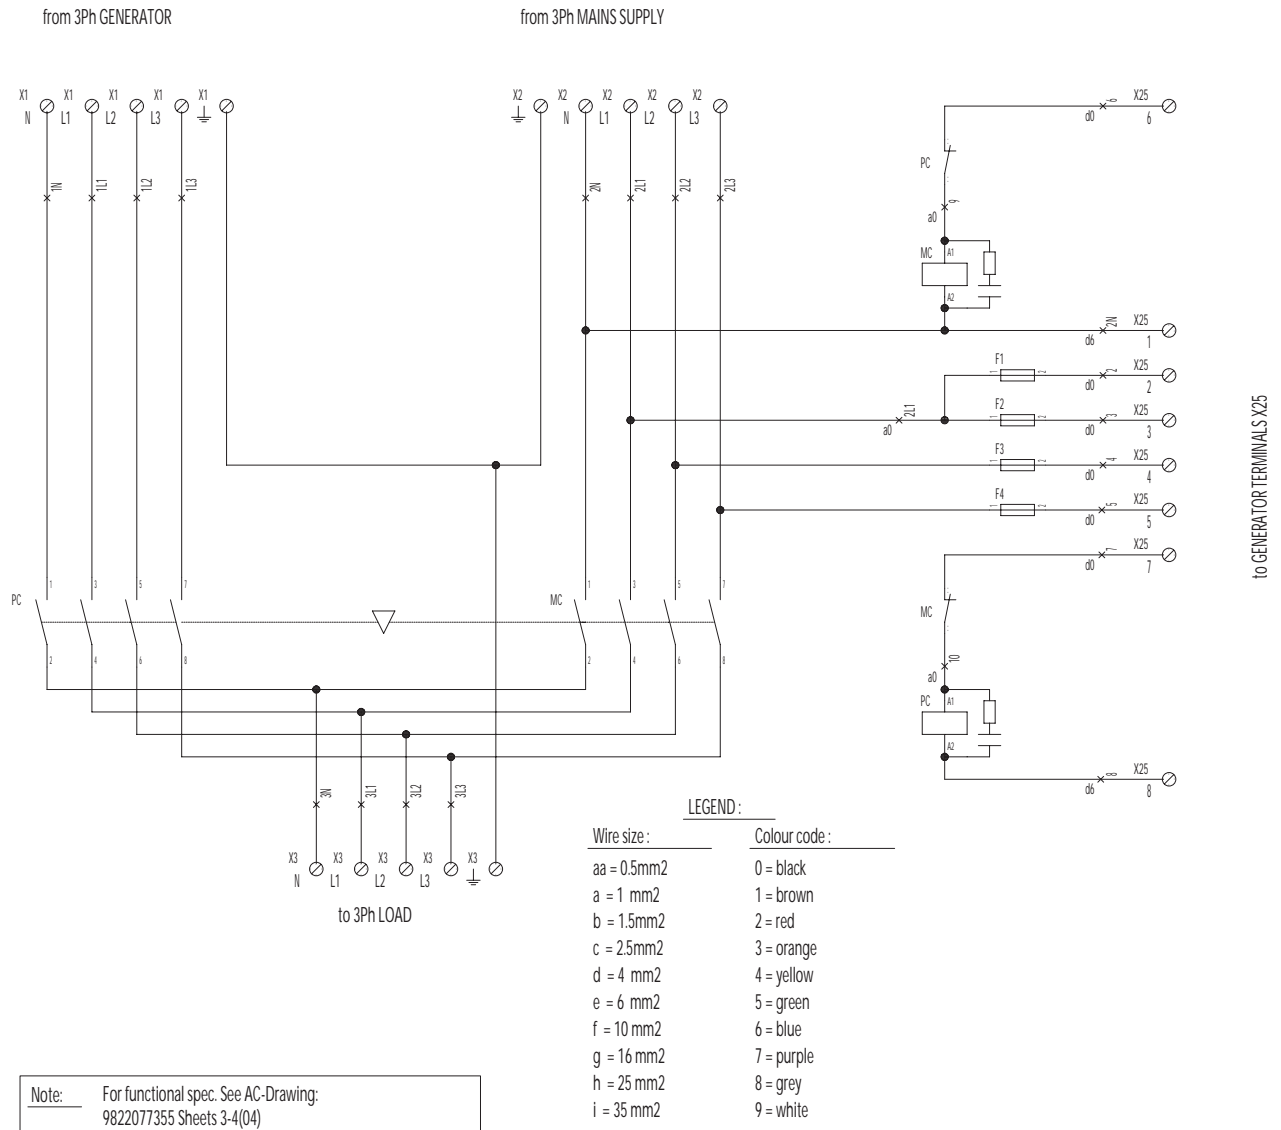 from 3Ph GENERATOR
from 3Ph MAINS SUPPLY
X1 X1 X1 X1 X1
N L1 L2 L3
X2 X2 X2 X2 X2
N L1 L2 L3
1N 1L1 1L2 1L3
2N 2L1 2L2 2L3
X25
d0 6
PC
9
a0
MC A1
A2
2N X25
d6 1
F1
1 2 2 X25
d0 2
2L1
a0
F2
1 2 3 X25
d0 3
F3
1 2 4 X25
d0 4
F4
1 2 5 X25
d0 5
7 X25
d0 7
to GENERATOR TERMINALS X25
PC 1 3 5 7
2 4 6 8
MC 1 3 5 7
2 4 6 8
MC
10
a0
PC A1
A2
8 X25
d6 8
3N 3L1 3L2 3L3
X3 X3 X3 X3 X3
N L1 L2 L3
to 3Ph LOAD
LEGEND :
Wire size : Colour code :
aa = 0.5mm2 0 = black
a = 1 mm2 1 = brown
b = 1.5mm2 2 = red
c = 2.5mm2 3 = orange
d = 4 mm2 4 = yellow
e = 6 mm2 5 = green
f = 10 mm2 6 = blue
g = 16 mm2 7 = purple
h = 25 mm2 8 = grey
i = 35 mm2 9 = white
Note: For functional spec. See AC-Drawing:
9822077355 Sheets 3-4(04)